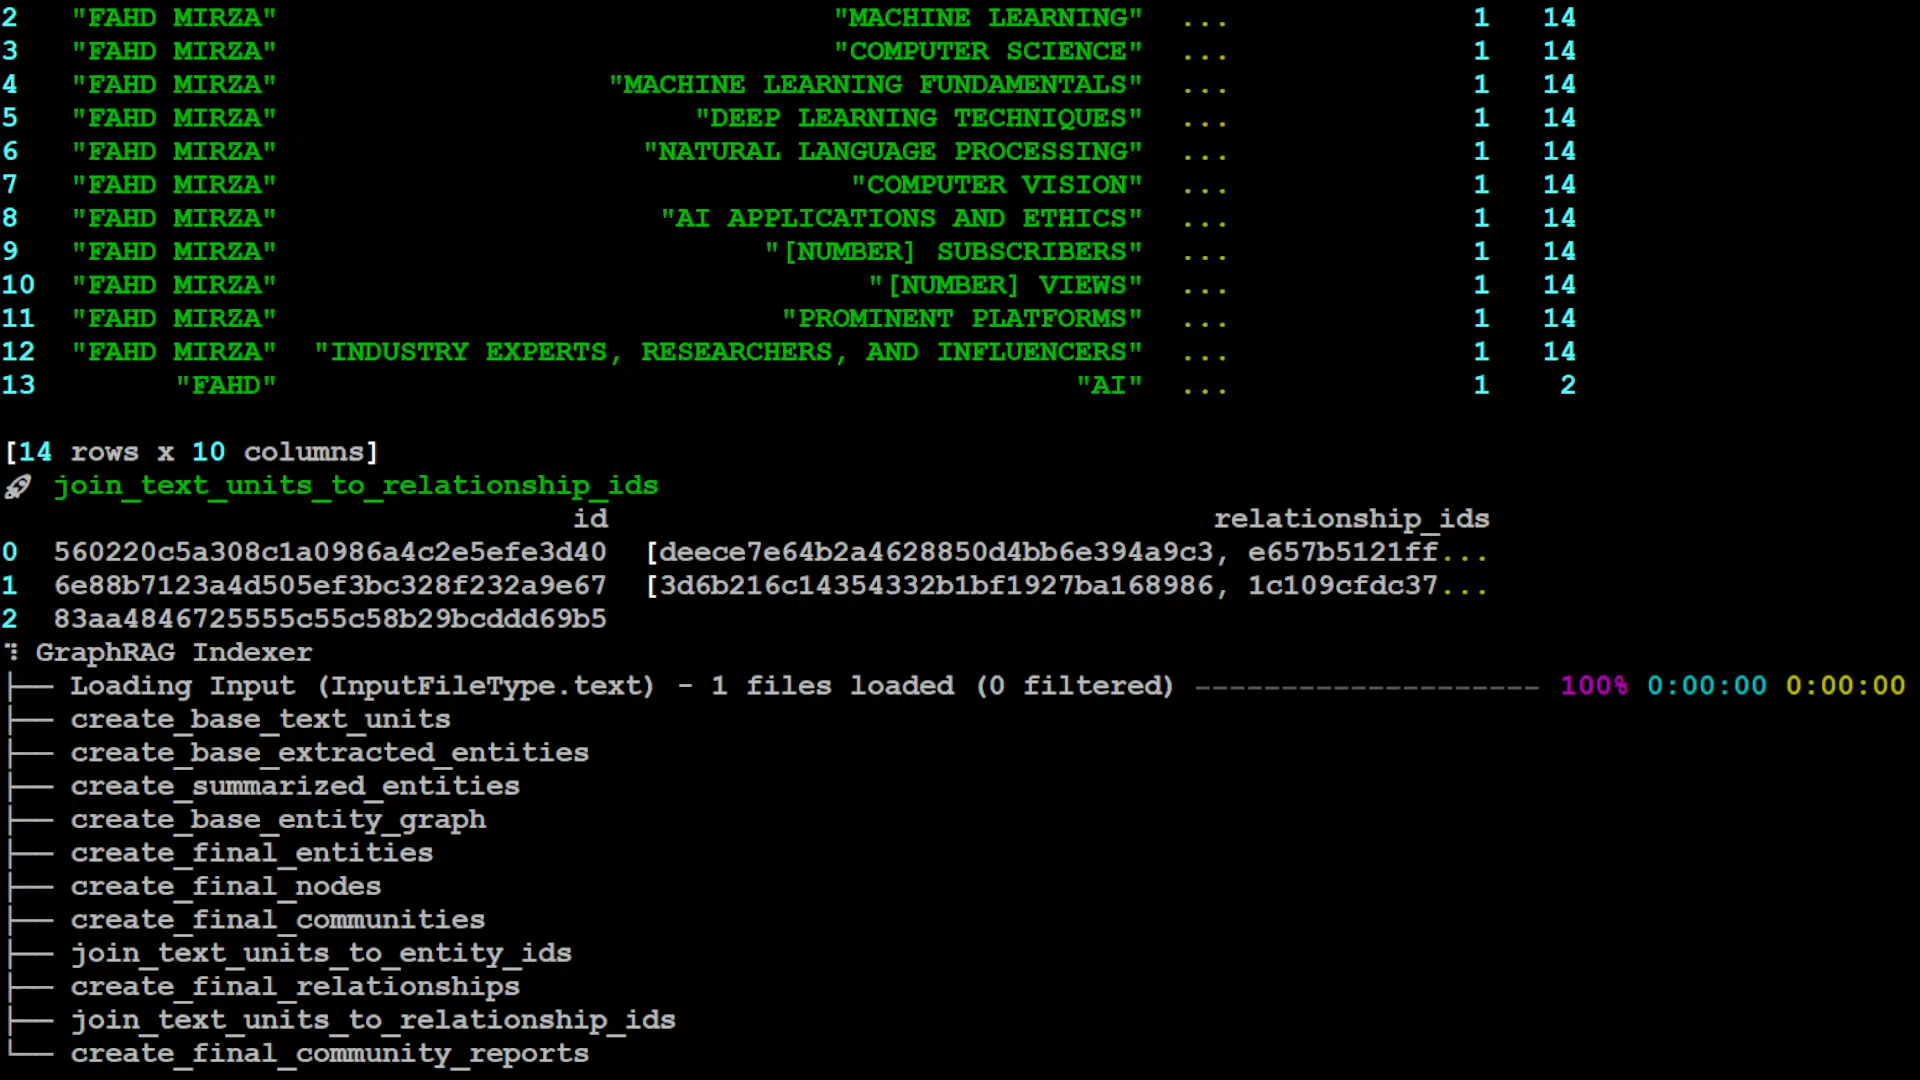 2 "FAHD MIRZA" "MACHINE LEARNING" ... 1 14
3 "FAHD MIRZA" "COMPUTER SCIENCE" ... 1 14
4 "FAHD MIRZA" "MACHINE LEARNING FUNDAMENTALS" ... 1 14
5 "FAHD MIRZA" "DEEP LEARNING TECHNIQUES" ... 1 14
6 "FAHD MIRZA" "NATURAL LANGUAGE PROCESSING" ... 1 14
7 "FAHD MIRZA" "COMPUTER VISION" ... 1 14
8 "FAHD MIRZA" "AI APPLICATIONS AND ETHICS" ... 1 14
9 "FAHD MIRZA" "[NUMBER] SUBSCRIBERS" ... 1 14
10 "FAHD MIRZA" "[NUMBER] VIEWS" ... 1 14
11 "FAHD MIRZA" "PROMINENT PLATFORMS" ... 1 14
12 "FAHD MIRZA" "INDUSTRY EXPERTS, RESEARCHERS, AND INFLUENCERS" ... 1 14
13 "FAHD" "AI" ... 1 2
[14 rows x 10 columns]
🚀 join_text_units_to_relationship_ids
id relationship_ids
0 560220c5a308c1a0986a4c2e5efe3d40 [deece7e64b2a4628850d4bb6e394a9c3, e657b5121ff...
1 6e88b7123a4d505ef3bc328f232a9e67 [3d6b216c14354332b1bf1927ba168986, 1c109cfdc37...
2 83aa4846725555c55c58b29bcddd69b5
⠹ GraphRAG Indexer
├── Loading Input (InputFileType.text) - 1 files loaded (0 filtered) ━━━━━━━━━━━━━━━━━━━━ 100% 0:00:00 0:00:00
├── create_base_text_units
├── create_base_extracted_entities
├── create_summarized_entities
├── create_base_entity_graph
├── create_final_entities
├── create_final_nodes
├── create_final_communities
├── join_text_units_to_entity_ids
├── create_final_relationships
├── join_text_units_to_relationship_ids
└── create_final_community_reports